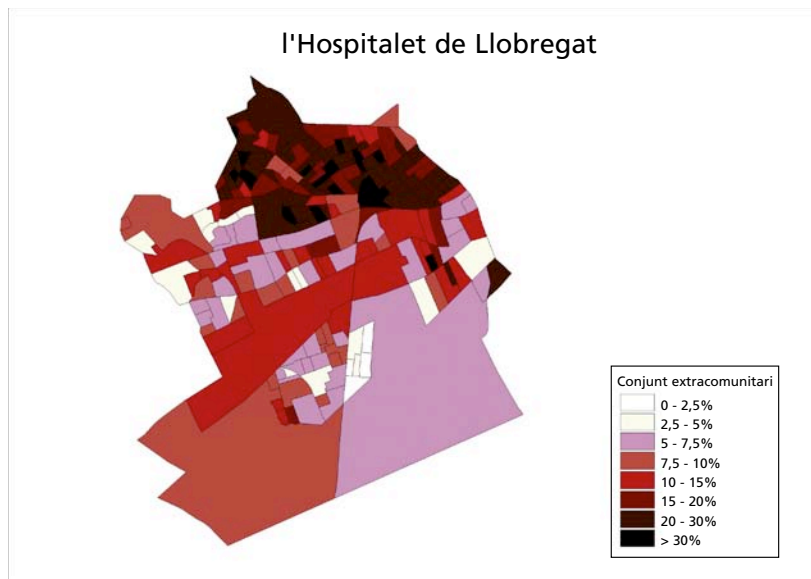 l'Hospitalet de Llobregat
Conjunt extracomunitari
0 - 2,5%
2,5 - 5%
5 - 7,5%
7,5 - 10%
10 - 15%
15 - 20%
20 - 30%
> 30%